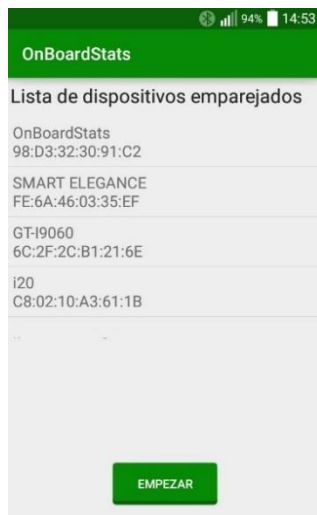 94% 14:53
OnBoardStats
Lista de dispositivos emparejados
OnBoardStats
98:D3:32:30:91:C2
SMART ELEGANCE
FE:6A:46:03:35:EF
GT-I9060
6C:2F:2C:B1:21:6E
i20
C8:02:10:A3:61:1B
EMPEZAR